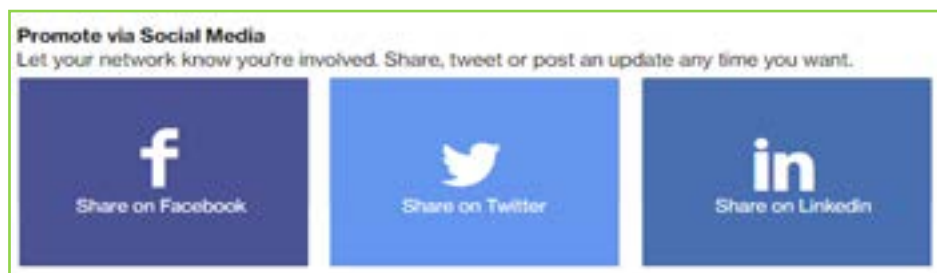 Promote via Social Media
Let your network know you're involved. Share, tweet or post an update any time you want.
f
Share on Facebook
Share on Twitter
in
Share on Linkedin